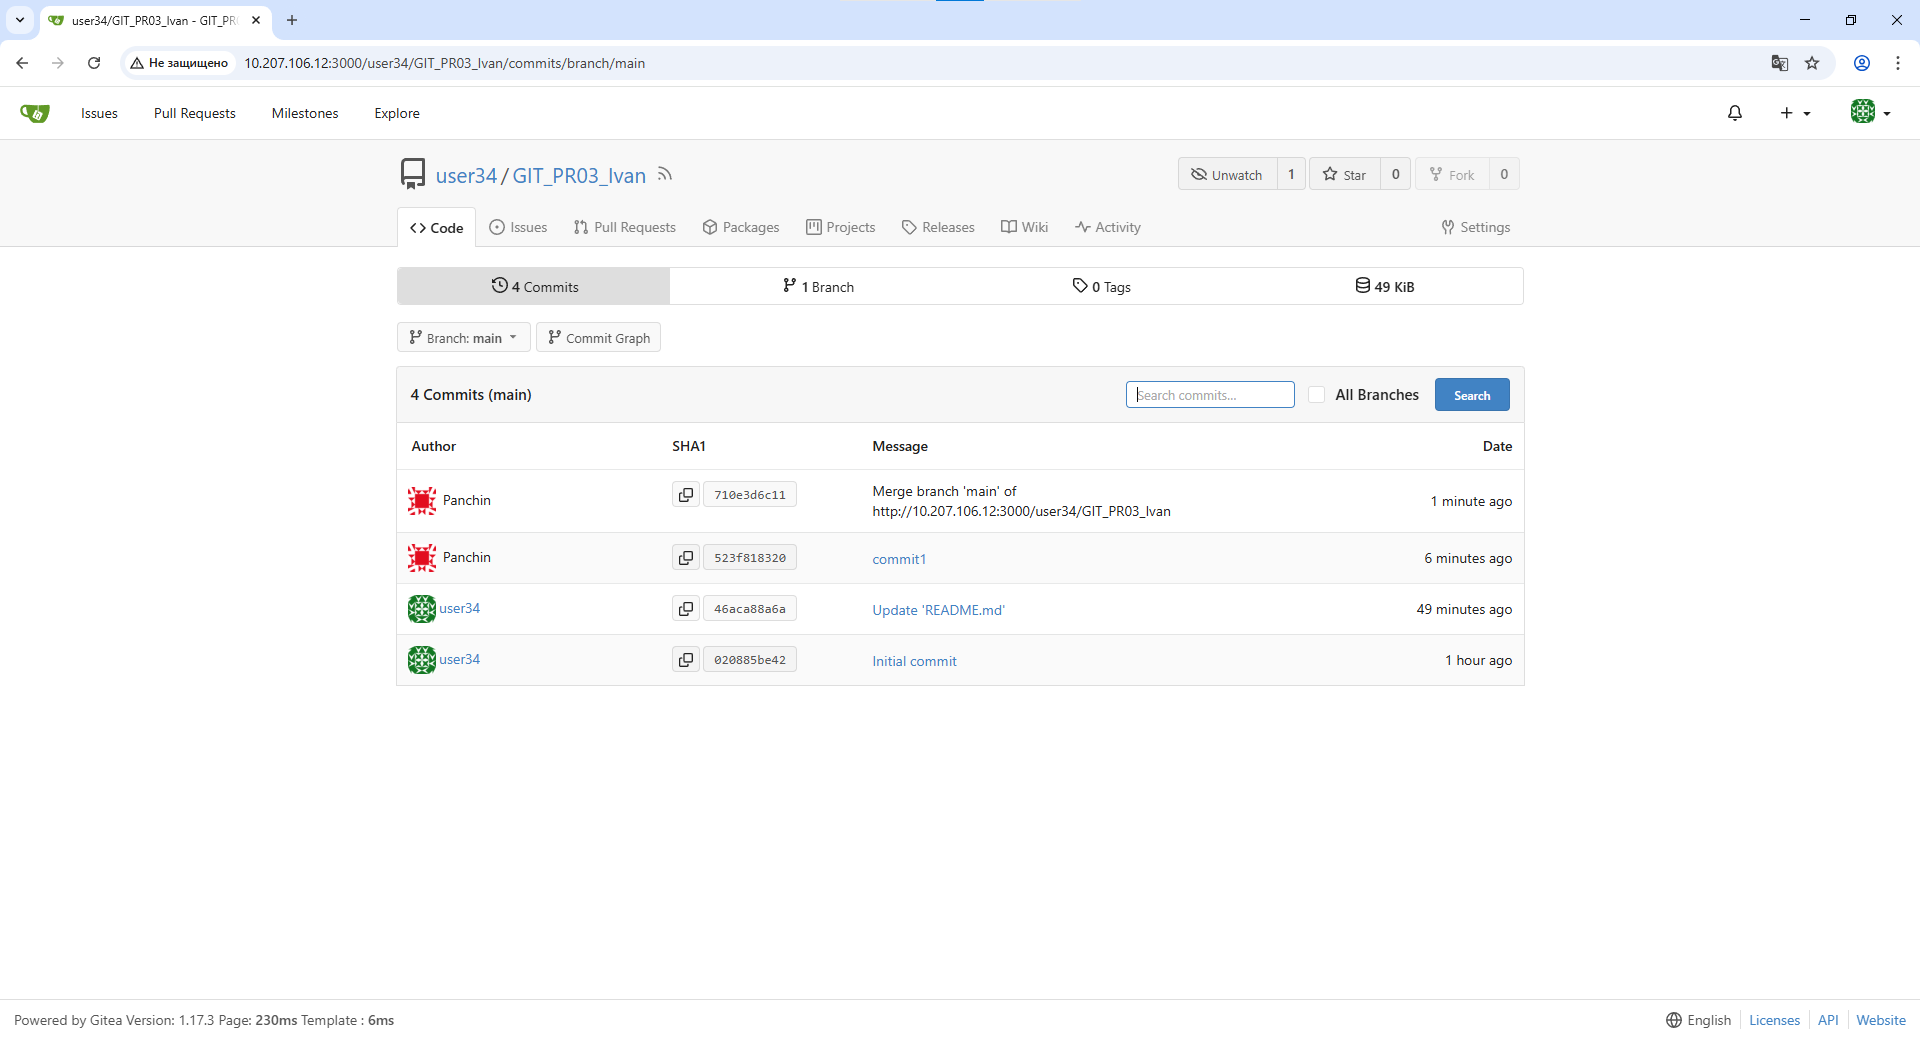 user34/GIT_PR03_Ivan - GIT_PR
Не защищено
10.207.106.12:3000/user34/GIT_PR03_Ivan/commits/branch/main
Issues
Pull Requests
Milestones
Explore
user34 / GIT_PR03_Ivan
Unwatch 1
Star 0
Fork 0
Code
Issues
Pull Requests
Packages
Projects
Releases
Wiki
Activity
Settings
4 Commits
1 Branch
0 Tags
49 KiB
Branch: main
Commit Graph
4 Commits (main)
Search commits...
All Branches
Search
Author SHA1 Message Date
Panchin 710e3d6c11 Merge branch 'main' of 1 minute ago
http://10.207.106.12:3000/user34/GIT_PR03_Ivan
Panchin 523f818320 commit1 6 minutes ago
user34 46aca88a6a Update 'README.md' 49 minutes ago
user34 020885be42 Initial commit 1 hour ago
Powered by Gitea Version: 1.17.3 Page: 230ms Template : 6ms
English
Licenses
API
Website